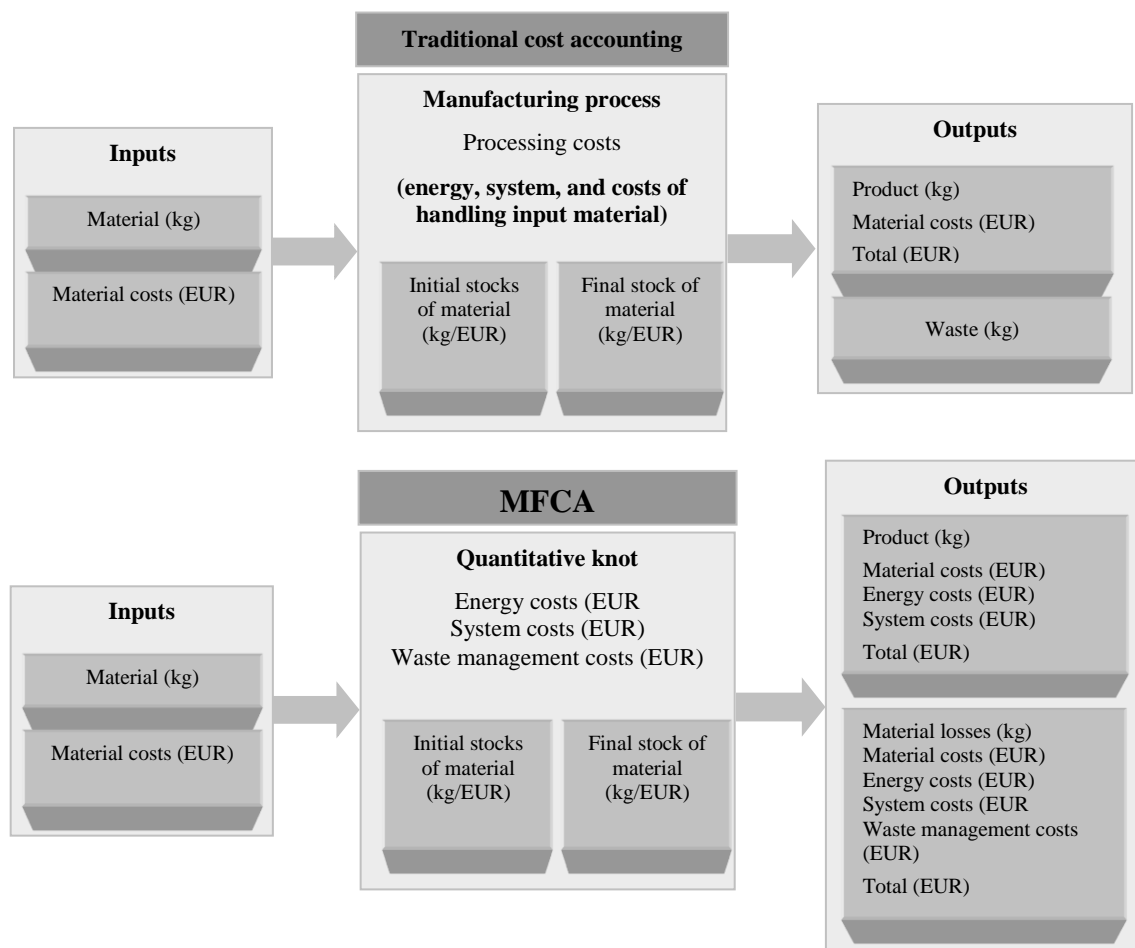 Traditional cost accounting
Inputs
Material (kg)
Material costs (EUR)
Manufacturing process
Processing costs
(energy, system, and costs of
handling input material)
Initial stocks
of material
(kg/EUR)
Final stock of
material
(kg/EUR)
Outputs
Product (kg)
Material costs (EUR)
Total (EUR)
Waste (kg)
MFCA
Inputs
Material (kg)
Material costs (EUR)
Quantitative knot
Energy costs (EUR
System costs (EUR)
Waste management costs (EUR)
Initial stocks
of material
(kg/EUR)
Final stock of
material
(kg/EUR)
Outputs
Product (kg)
Material costs (EUR)
Energy costs (EUR)
System costs (EUR)
Total (EUR)
Material losses (kg)
Material costs (EUR)
Energy costs (EUR)
System costs (EUR
Waste management costs
(EUR)
Total (EUR)